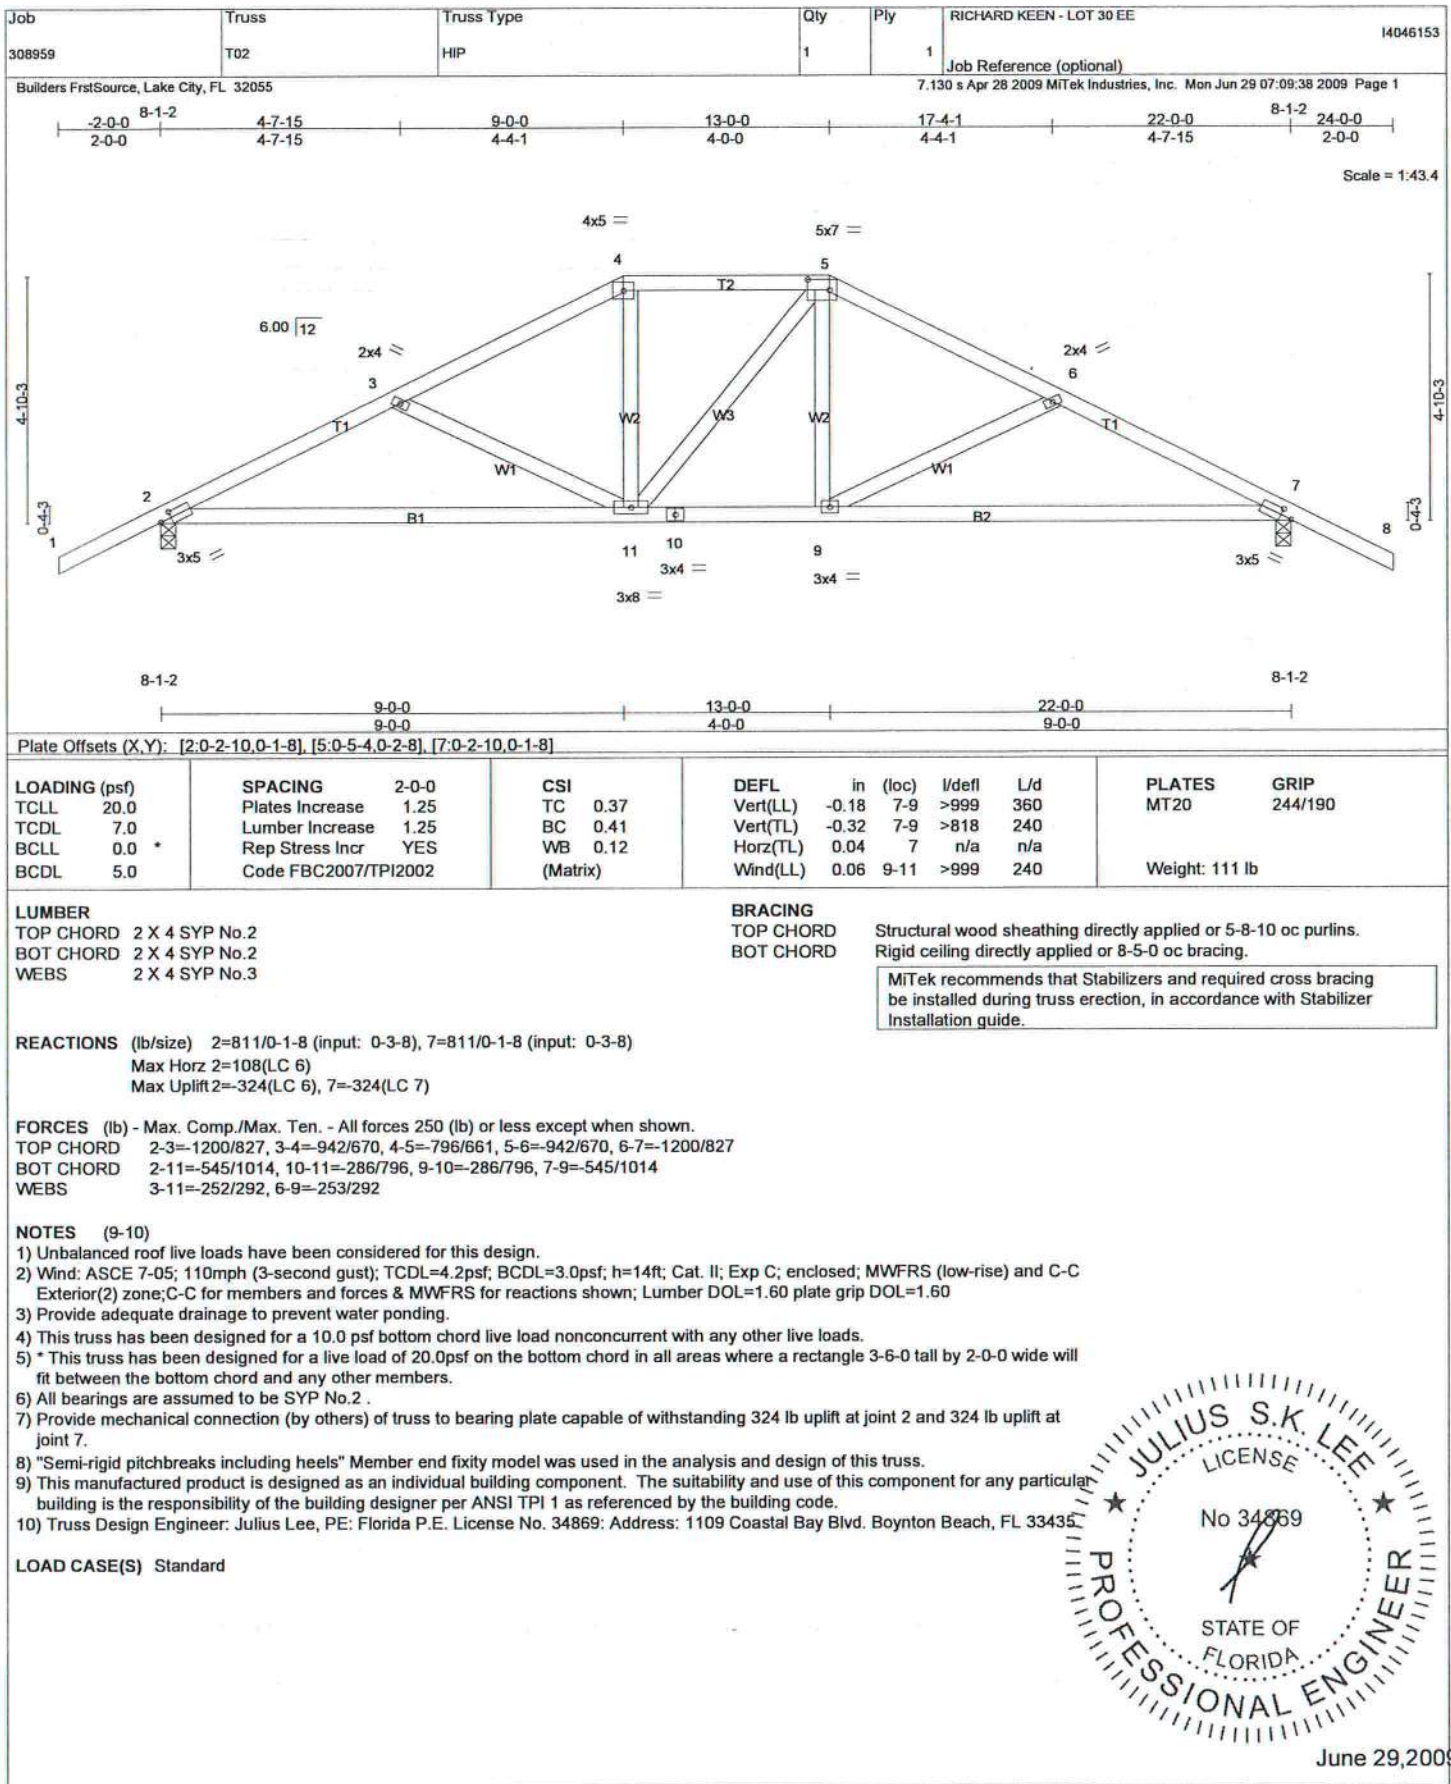 Job Truss Truss Type Qty Ply RICHARD KEEN - LOT 30 EE
I4046153
308959 T02 HIP 1 1
Job Reference (optional)
Builders FrstSource, Lake City, FL 32055 7.130 s Apr 28 2009 MiTek Industries, Inc. Mon Jun 29 07:09:38 2009 Page 1
-2-0-0 8-1-2 4-7-15 9-0-0 13-0-0 17-4-1 22-0-0 8-1-2 24-0-0
2-0-0 4-7-15 4-4-1 4-0-0 4-4-1 4-7-15 2-0-0
Scale = 1:43.4
4x5 =
5x7 =
4 5
T2
6.00 12
2x4
2x4
3 6
4-10-3 4-10-3
T1 W2 W3 W2 T1
W1 W1
2 7
0-4-3 0-4-3
1 B1 B2 8
3x5 11 10 9 3x5
3x4 =
3x4 =
3x8 =
8-1-2 8-1-2
9-0-0 13-0-0 22-0-0
9-0-0 4-0-0 9-0-0
Plate Offsets (X,Y): [2:0-2-10,0-1-8], [5:0-5-4,0-2-8], [7:0-2-10,0-1-8]
LOADING (psf)
TCLL 20.0
TCDL 7.0
BCLL 0.0 *
BCDL 5.0
SPACING 2-0-0
Plates Increase 1.25
Lumber Increase 1.25
Rep Stress Incr YES
Code FBC2007/TPI2002
CSI
TC 0.37
BC 0.41
WB 0.12
(Matrix)
DEFL in (loc) l/defl L/d
Vert(LL) -0.18 7-9 >999 360
Vert(TL) -0.32 7-9 >818 240
Horz(TL) 0.04 7 n/a n/a
Wind(LL) 0.06 9-11 >999 240
PLATES GRIP
MT20 244/190
Weight: 111 lb
LUMBER
TOP CHORD 2 X 4 SYP No.2
BOT CHORD 2 X 4 SYP No.2
WEBS 2 X 4 SYP No.3
BRACING
TOP CHORD Structural wood sheathing directly applied or 5-8-10 oc purlins.
BOT CHORD Rigid ceiling directly applied or 8-5-0 oc bracing.
MiTek recommends that Stabilizers and required cross bracing
be installed during truss erection, in accordance with Stabilizer
Installation guide.
REACTIONS (lb/size) 2=811/0-1-8 (input: 0-3-8), 7=811/0-1-8 (input: 0-3-8)
Max Horz 2=108(LC 6)
Max Uplift 2=-324(LC 6), 7=-324(LC 7)
FORCES (lb) - Max. Comp./Max. Ten. - All forces 250 (lb) or less except when shown.
TOP CHORD 2-3=-1200/827, 3-4=-942/670, 4-5=-796/661, 5-6=-942/670, 6-7=-1200/827
BOT CHORD 2-11=-545/1014, 10-11=-286/796, 9-10=-286/796, 7-9=-545/1014
WEBS 3-11=-252/292, 6-9=-253/292
NOTES (9-10)
1) Unbalanced roof live loads have been considered for this design.
2) Wind: ASCE 7-05; 110mph (3-second gust); TCDL=4.2psf; BCDL=3.0psf; h=14ft; Cat. II; Exp C; enclosed; MWFRS (low-rise) and C-C
Exterior(2) zone;C-C for members and forces & MWFRS for reactions shown; Lumber DOL=1.60 plate grip DOL=1.60
3) Provide adequate drainage to prevent water ponding.
4) This truss has been designed for a 10.0 psf bottom chord live load nonconcurrent with any other live loads.
5) * This truss has been designed for a live load of 20.0psf on the bottom chord in all areas where a rectangle 3-6-0 tall by 2-0-0 wide will
fit between the bottom chord and any other members.
6) All bearings are assumed to be SYP No.2 .
7) Provide mechanical connection (by others) of truss to bearing plate capable of withstanding 324 lb uplift at joint 2 and 324 lb uplift at
joint 7.
8) "Semi-rigid pitchbreaks including heels" Member end fixity model was used in the analysis and design of this truss.
9) This manufactured product is designed as an individual building component. The suitability and use of this component for any particular
building is the responsibility of the building designer per ANSI TPI 1 as referenced by the building code.
10) Truss Design Engineer: Julius Lee, PE: Florida P.E. License No. 34869: Address: 1109 Coastal Bay Blvd. Boynton Beach, FL 33435
LOAD CASE(S) Standard
JULIUS S.K. LEE
LICENSE
No 34869
STATE OF
FLORIDA
PROFESSIONAL ENGINEER
June 29,2009